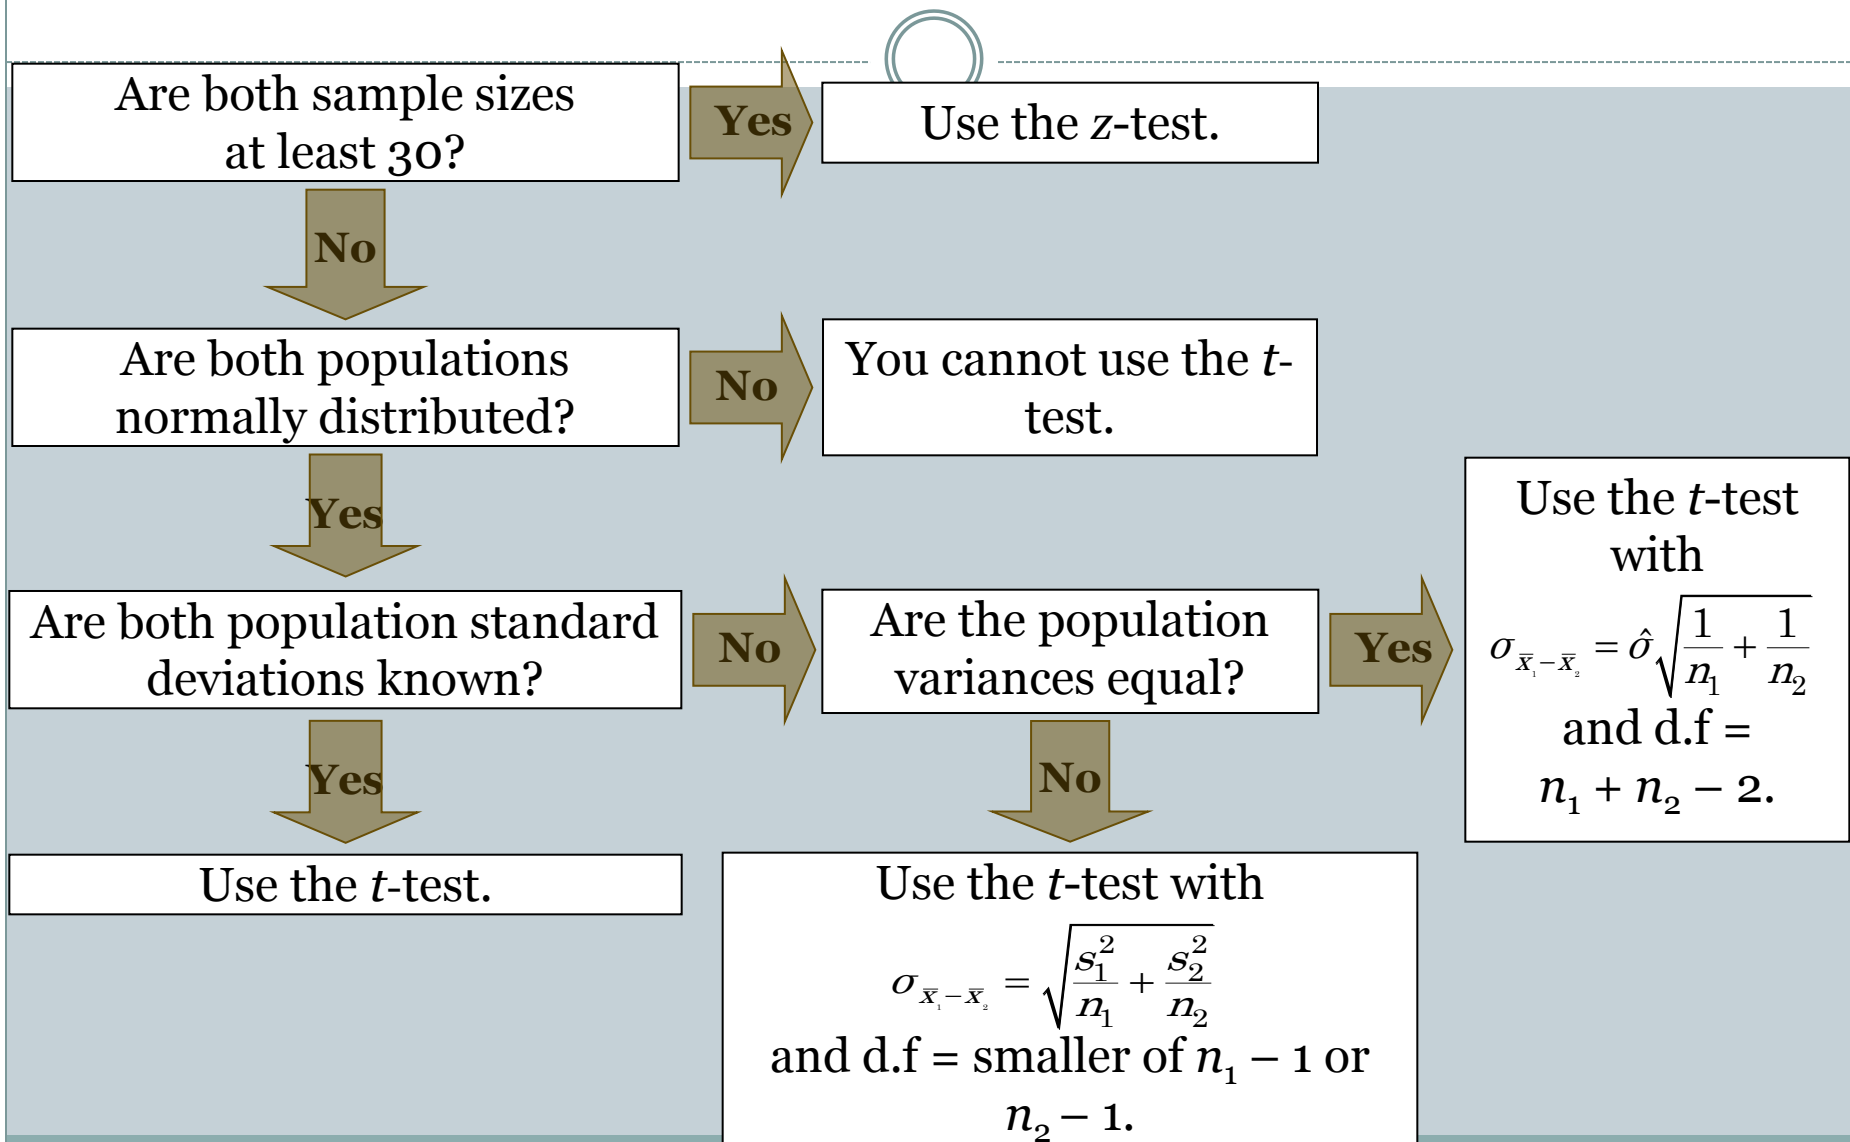 Are both sample sizes
at least 30?
Yes
Use the z-test.
No
Are both populations
normally distributed?
No
You cannot use the t-
test.
Yes
Are both population standard
deviations known?
No
Are the population
variances equal?
Yes
Use the t-test
with
σ_{x̄₁−x̄₂} = σ̂ √(1/n₁ + 1/n₂)
and d.f =
n₁ + n₂ – 2.
Yes
Use the t-test.
No
Use the t-test with
σ_{x̄₁−x̄₂} = √(s₁²/n₁ + s₂²/n₂)
and d.f = smaller of n₁ – 1 or
n₂ – 1.